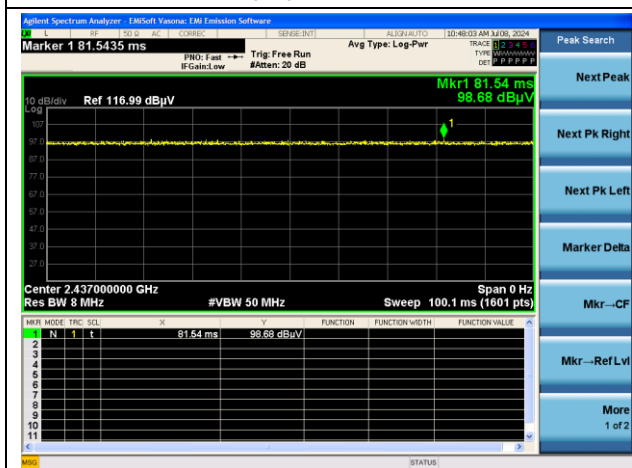 Agilent Spectrum Analyzer - EMiSoft Vasona: EMi Emission Software
L RF 50 Ω AC CORREC SENSE:INT ALIGNAUTO 10:48:03 AM Jul 08, 2024
Marker 1 81.5435 ms
PNO: Fast
IFGain:Low
Trig: Free Run
#Atten: 20 dB
Avg Type: Log-Pwr
TRACE 1 2 3 4 5 6
TYPE
DET P P P P P P
Peak Search
Mkr1 81.54 ms
98.68 dBµV
10 dB/div Ref 116.99 dBµV
Log
1
107
97.0
87.0
77.0
67.0
57.0
47.0
37.0
27.0
Center 2.437000000 GHz Span 0 Hz
Res BW 8 MHz #VBW 50 MHz Sweep 100.1 ms (1601 pts)
MKR MODE TRC SCL X Y FUNCTION FUNCTION WIDTH FUNCTION VALUE
1 N 1 t 81.54 ms 98.68 dBµV
2
3
4
5
6
7
8
9
10
11
MSG STATUS
Next Peak
Next Pk Right
Next Pk Left
Marker Delta
Mkr→CF
Mkr→Ref Lvl
More
1 of 2